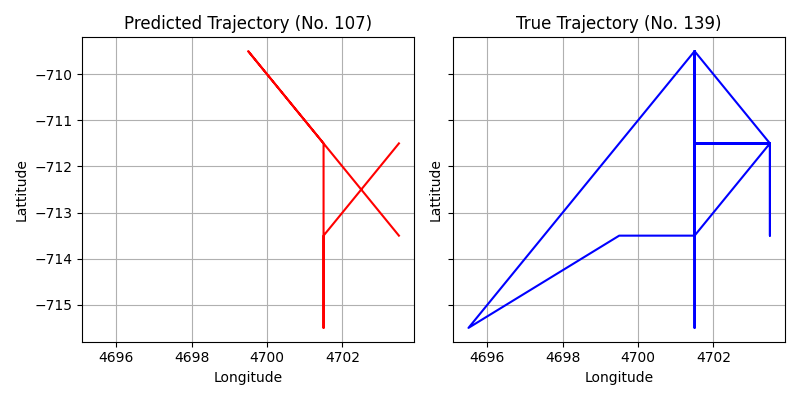 Predicted Trajectory (No. 107)
True Trajectory (No. 139)
Lattitude
−710
−711
−712
−713
−714
−715
4696 4698 4700 4702
Longitude
Lattitude
4696 4698 4700 4702
Longitude